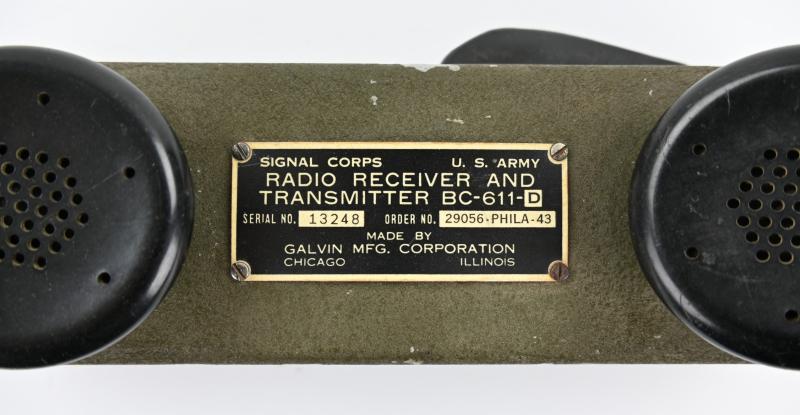 SIGNAL CORPS U. S. ARMY
RADIO RECEIVER AND
TRANSMITTER BC-611-D
SERIAL NO. 13248 ORDER NO. 29056-PHILA-43
MADE BY
GALVIN MFG. CORPORATION
CHICAGO ILLINOIS